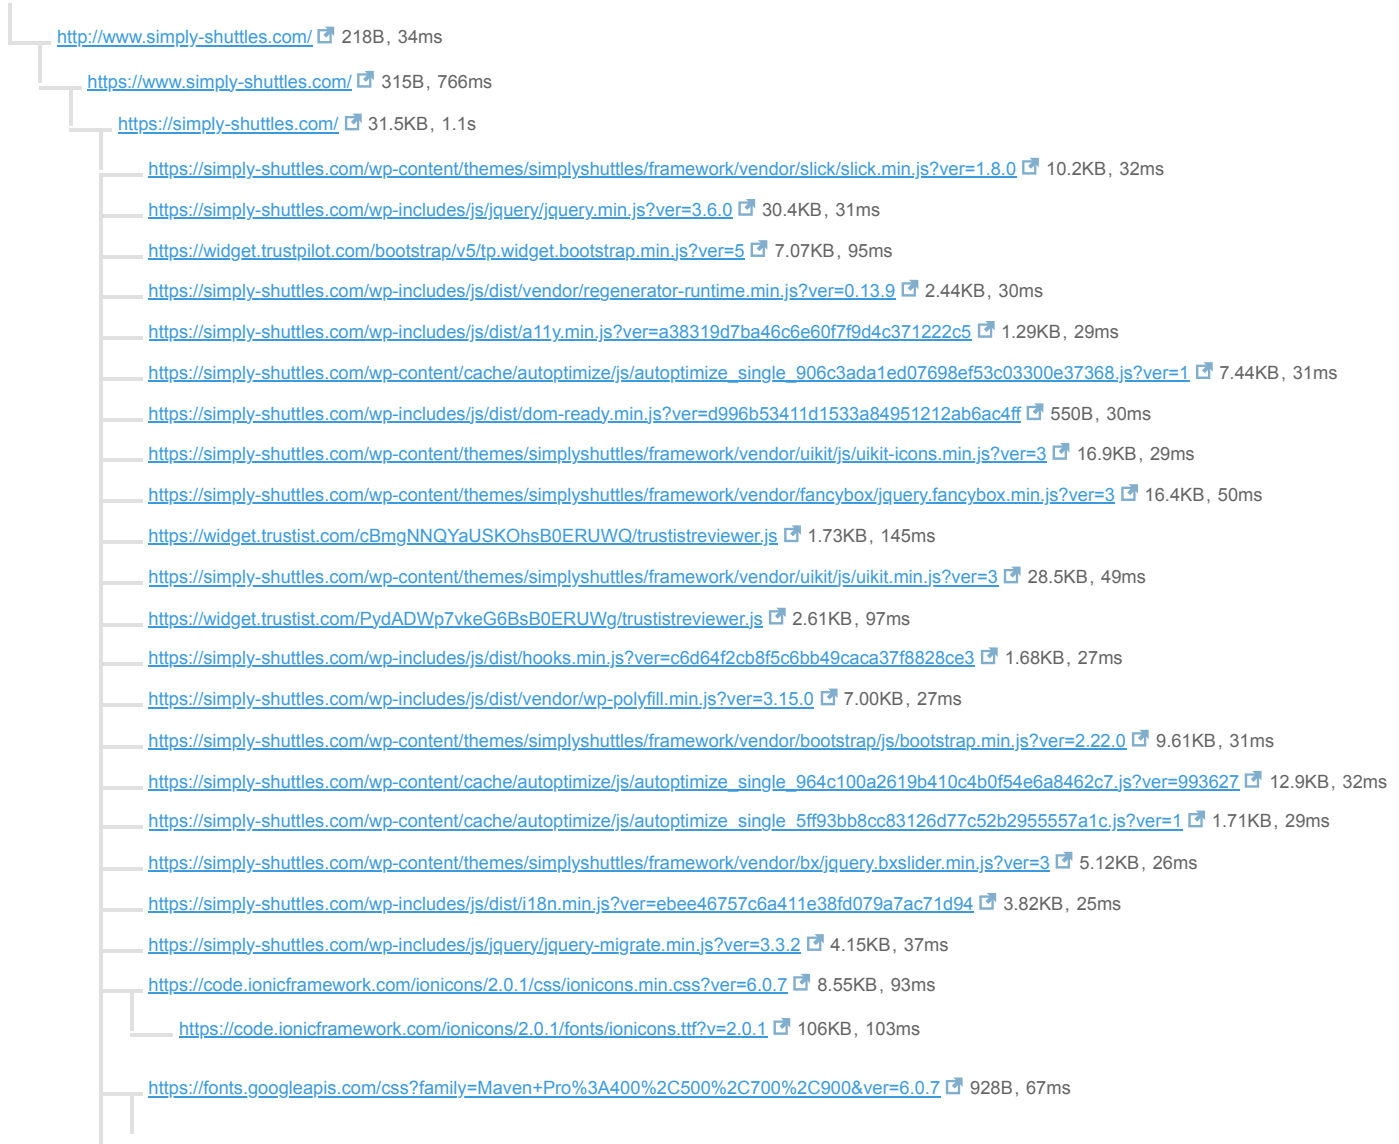 http://www.simply-shuttles.com/ 218B, 34ms
https://www.simply-shuttles.com/ 315B, 766ms
https://simply-shuttles.com/ 31.5KB, 1.1s
https://simply-shuttles.com/wp-content/themes/simplyshuttles/framework/vendor/slick/slick.min.js?ver=1.8.0 10.2KB, 32ms
https://simply-shuttles.com/wp-includes/js/jquery/jquery.min.js?ver=3.6.0 30.4KB, 31ms
https://widget.trustpilot.com/bootstrap/v5/tp.widget.bootstrap.min.js?ver=5 7.07KB, 95ms
https://simply-shuttles.com/wp-includes/js/dist/vendor/regenerator-runtime.min.js?ver=0.13.9 2.44KB, 30ms
https://simply-shuttles.com/wp-includes/js/dist/a11y.min.js?ver=a38319d7ba46c6e60f7f9d4c371222c5 1.29KB, 29ms
https://simply-shuttles.com/wp-content/cache/autoptimize/js/autoptimize_single_906c3ada1ed07698ef53c03300e37368.js?ver=1 7.44KB, 31ms
https://simply-shuttles.com/wp-includes/js/dist/dom-ready.min.js?ver=d996b53411d1533a84951212ab6ac4ff 550B, 30ms
https://simply-shuttles.com/wp-content/themes/simplyshuttles/framework/vendor/uikit/js/uikit-icons.min.js?ver=3 16.9KB, 29ms
https://simply-shuttles.com/wp-content/themes/simplyshuttles/framework/vendor/fancybox/jquery.fancybox.min.js?ver=3 16.4KB, 50ms
https://widget.trustist.com/cBmgNNQYaUSKOhsB0ERUWQ/trustistreviewer.js 1.73KB, 145ms
https://simply-shuttles.com/wp-content/themes/simplyshuttles/framework/vendor/uikit/js/uikit.min.js?ver=3 28.5KB, 49ms
https://widget.trustist.com/PydADWp7vkeG6BsB0ERUWg/trustistreviewer.js 2.61KB, 97ms
https://simply-shuttles.com/wp-includes/js/dist/hooks.min.js?ver=c6d64f2cb8f5c6bb49caca37f8828ce3 1.68KB, 27ms
https://simply-shuttles.com/wp-includes/js/dist/vendor/wp-polyfill.min.js?ver=3.15.0 7.00KB, 27ms
https://simply-shuttles.com/wp-content/themes/simplyshuttles/framework/vendor/bootstrap/js/bootstrap.min.js?ver=2.22.0 9.61KB, 31ms
https://simply-shuttles.com/wp-content/cache/autoptimize/js/autoptimize_single_964c100a2619b410c4b0f54e6a8462c7.js?ver=993627 12.9KB, 32ms
https://simply-shuttles.com/wp-content/cache/autoptimize/js/autoptimize_single_5ff93bb8cc83126d77c52b2955557a1c.js?ver=1 1.71KB, 29ms
https://simply-shuttles.com/wp-content/themes/simplyshuttles/framework/vendor/bx/jquery.bxslider.min.js?ver=3 5.12KB, 26ms
https://simply-shuttles.com/wp-includes/js/dist/i18n.min.js?ver=ebee46757c6a411e38fd079a7ac71d94 3.82KB, 25ms
https://simply-shuttles.com/wp-includes/js/jquery/jquery-migrate.min.js?ver=3.3.2 4.15KB, 37ms
https://code.ionicframework.com/ionicons/2.0.1/css/ionicons.min.css?ver=6.0.7 8.55KB, 93ms
https://code.ionicframework.com/ionicons/2.0.1/fonts/ionicons.ttf?v=2.0.1 106KB, 103ms
https://fonts.googleapis.com/css?family=Maven+Pro%3A400%2C500%2C700%2C900&ver=6.0.7 928B, 67ms